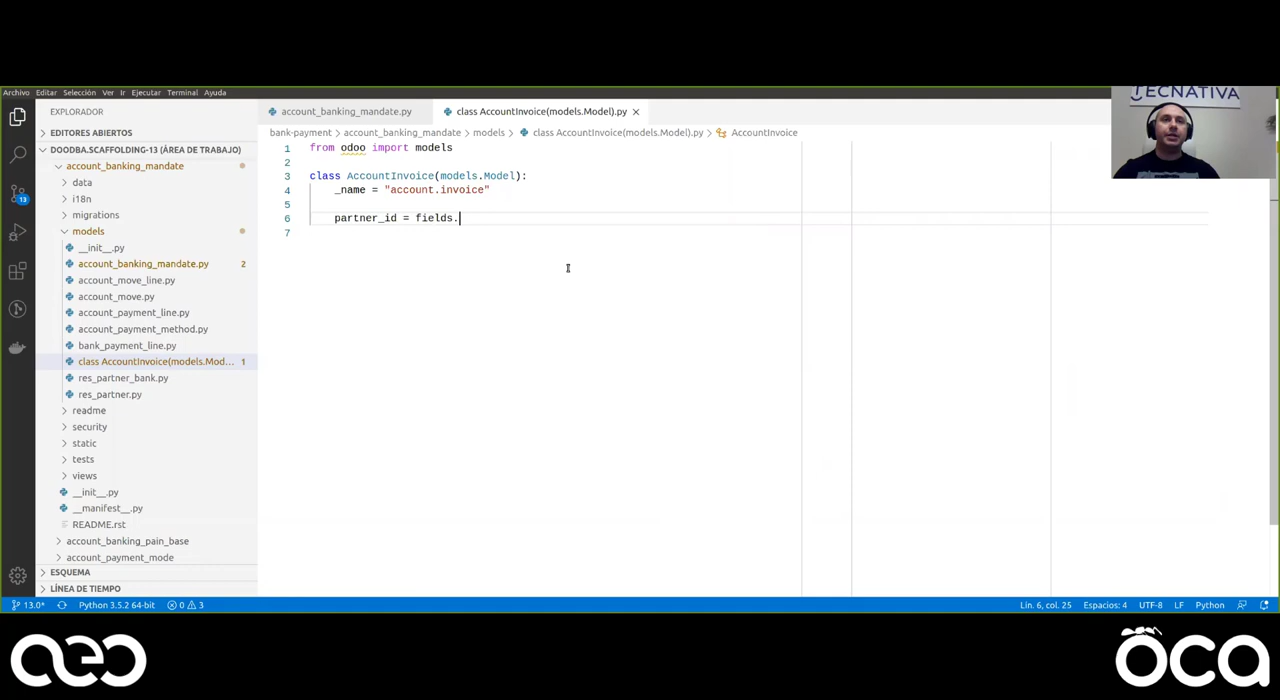 Archivo Editar Selección Ver Ir Ejecutar Terminal Ayuda
EXPLORADOR
EDITORES ABIERTOS
DOODBA.SCAFFOLDING-13 (ÁREA DE TRABAJO)
account_banking_mandate
data
i18n
migrations
models
__init__.py
account_banking_mandate.py 2
account_move_line.py
account_move.py
account_payment_line.py
account_payment_method.py
bank_payment_line.py
class AccountInvoice(models.Mod... 1
res_partner_bank.py
res_partner.py
readme
security
static
tests
views
__init__.py
__manifest__.py
README.rst
account_banking_pain_base
account_payment_mode
ESQUEMA
LÍNEA DE TIEMPO
13
account_banking_mandate.py class AccountInvoice(models.Model).py
bank-payment > account_banking_mandate > models > class AccountInvoice(models.Model).py > AccountInvoice
1 from odoo import models
2
3 class AccountInvoice(models.Model):
4 _name = "account.invoice"
5
6 partner_id = fields.
7
TECNATIVA
13.0* Python 3.5.2 64-bit 0 3 Lín. 6, col. 25 Espacios: 4 UTF-8 LF Python
aeo
öca